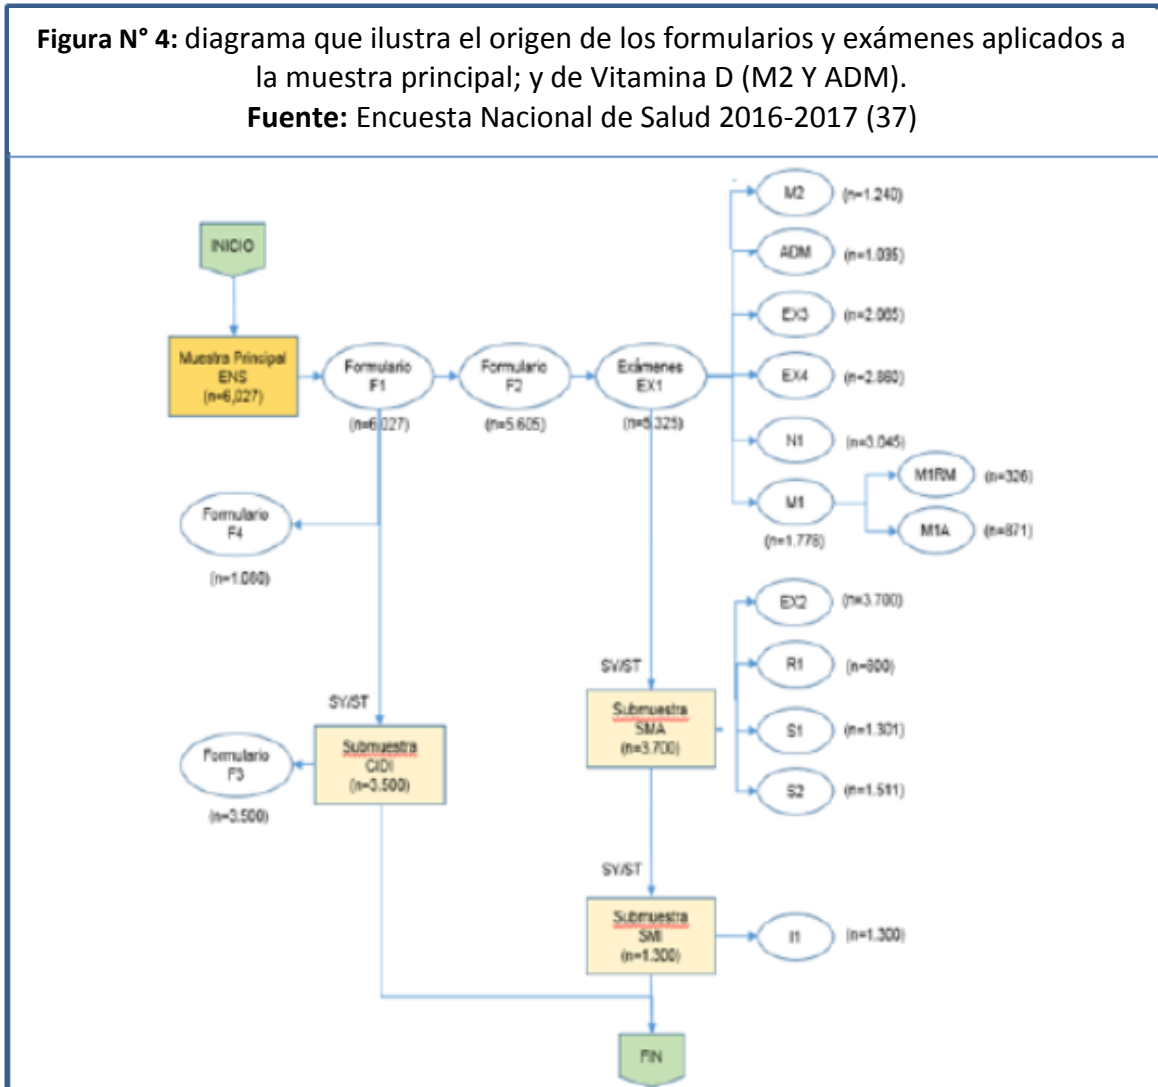 Figura N° 4: diagrama que ilustra el origen de los formularios y exámenes aplicados a
la muestra principal; y de Vitamina D (M2 Y ADM).
Fuente: Encuesta Nacional de Salud 2016-2017 (37)
INICIO
Muestra Principal
ENS
(n=6,027)
Formulario
F1
(n=6.027)
Formulario
F2
(n=5.605)
Exámenes
EX1
(n=5.325)
M2
(n=1.240)
ADM
(n=1.035)
EX3
EX4
N1
(n=3.045)
M1
(n=1.778)
M1RM
(n=326)
M1A
(n=871)
Formulario
F4
SY/ST
Submuestra
CIDI
(n=3.500)
Formulario
F3
(n=3.500)
SY/ST
Submuestra
SMA
(n=3.700)
EX2
(n=3.700)
R1
S1
(n=1.301)
S2
(n=1.511)
SY/ST
Submuestra
SMI
(n=1.300)
I1
(n=1.300)
FIN